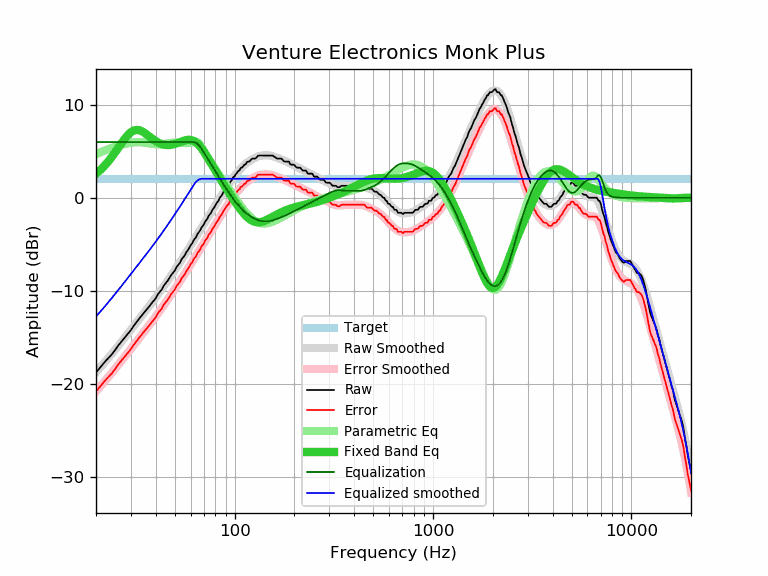 Venture Electronics Monk Plus
10
0
−10
−20
−30
Amplitude (dBr)
Target
Raw Smoothed
Error Smoothed
Raw
Error
Parametric Eq
Fixed Band Eq
Equalization
Equalized smoothed
100 1000 10000
Frequency (Hz)